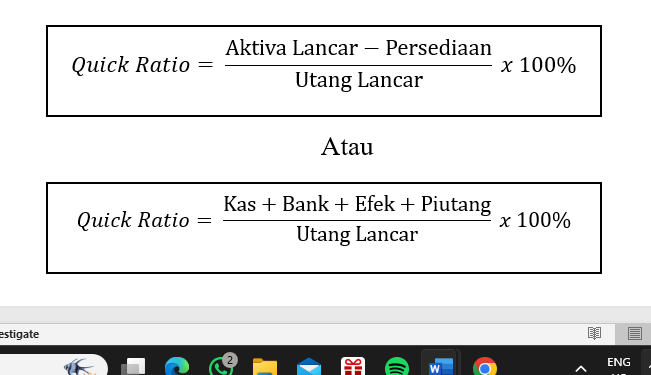 Quick Ratio = Aktiva Lancar − Persediaan / Utang Lancar x 100%
Atau
Quick Ratio = Kas + Bank + Efek + Piutang / Utang Lancar x 100%
estigate
2
W
ENG